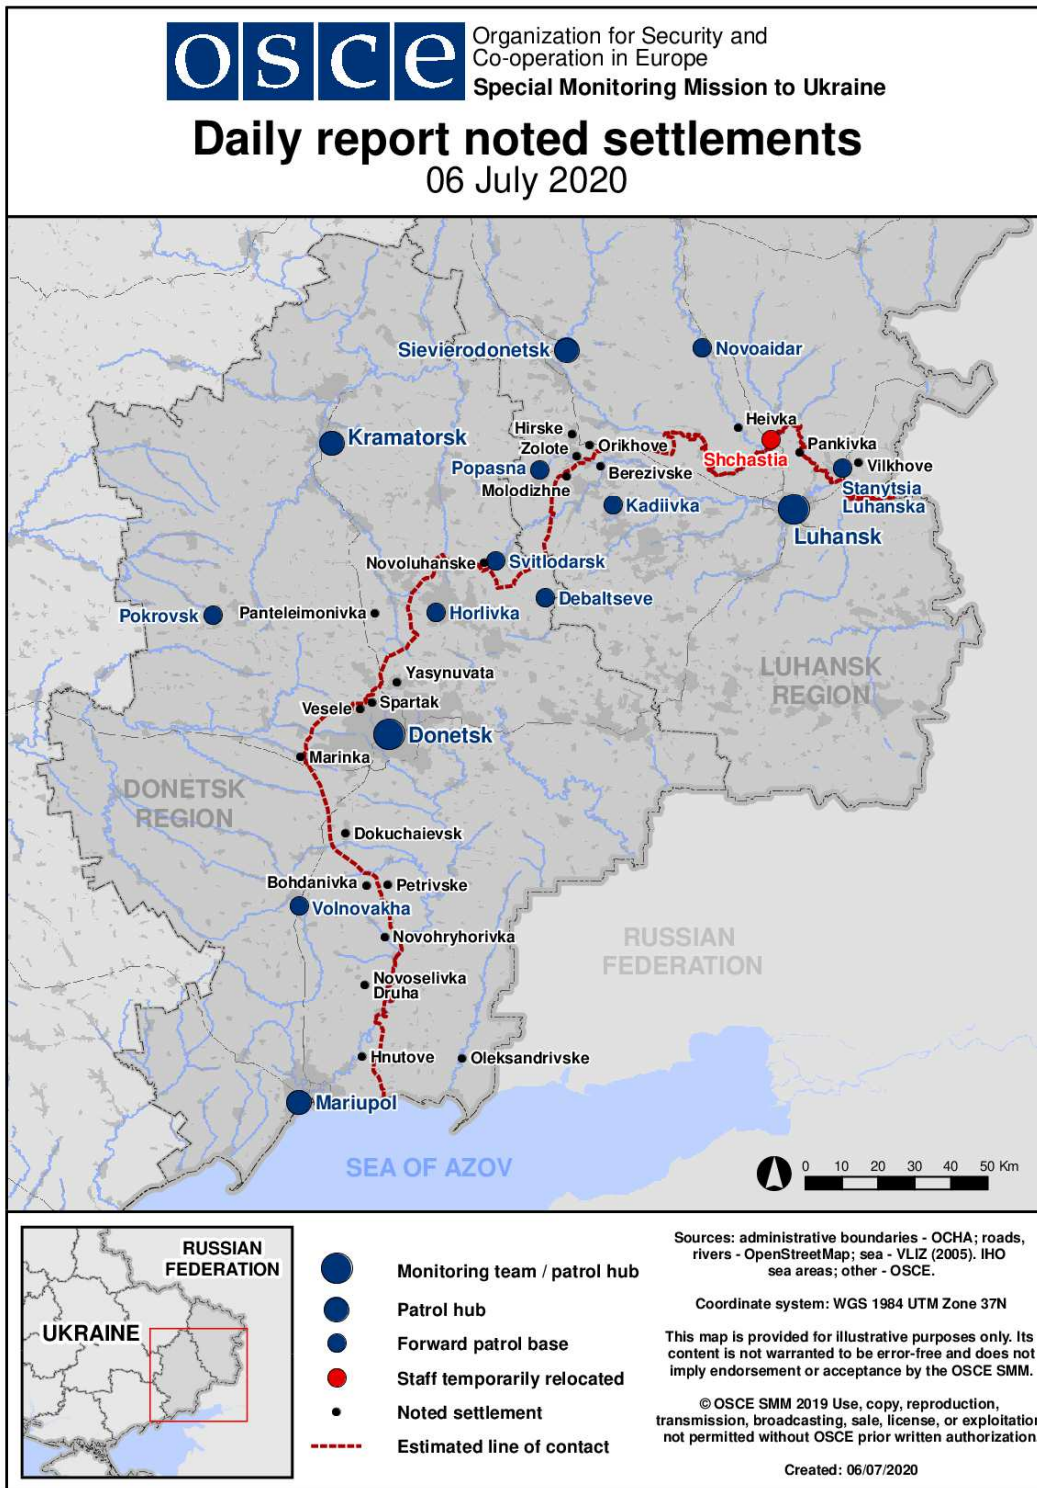 osce
Organization for Security and
Co-operation in Europe
Special Monitoring Mission to Ukraine
Daily report noted settlements
06 July 2020
Sievierodonetsk
Novoaidar
Heivka
Hirske
Kramatorsk
Orikhove
Pankivka
Zolote
Shchastia
Vilkhove
Popasna
Berezivske
Molodizhne
Stanytsia
Luhanska
Kadiivka
Luhansk
Novoluhanske
Svitlodarsk
Debaltseve
Pokrovsk
Panteleimonivka
Horlivka
LUHANSK
REGION
Yasynuvata
Spartak
Vesele
Donetsk
Marinka
DONETSK
REGION
Dokuchaievsk
Bohdanivka
Petrivske
Volnovakha
Novohryhorivka
RUSSIAN
FEDERATION
Novoselivka
Druha
Hnutove
Oleksandrivske
Mariupol
SEA OF AZOV
0 10 20 30 40 50 Km
RUSSIAN
FEDERATION
UKRAINE
Monitoring team / patrol hub
Patrol hub
Forward patrol base
Staff temporarily relocated
Noted settlement
Estimated line of contact
Sources: administrative boundaries - OCHA; roads,
rivers - OpenStreetMap; sea - VLIZ (2005). IHO
sea areas; other - OSCE.
Coordinate system: WGS 1984 UTM Zone 37N
This map is provided for illustrative purposes only. Its
content is not warranted to be error-free and does not
imply endorsement or acceptance by the OSCE SMM.
© OSCE SMM 2019 Use, copy, reproduction,
transmission, broadcasting, sale, license, or exploitation
not permitted without OSCE prior written authorization.
Created: 06/07/2020